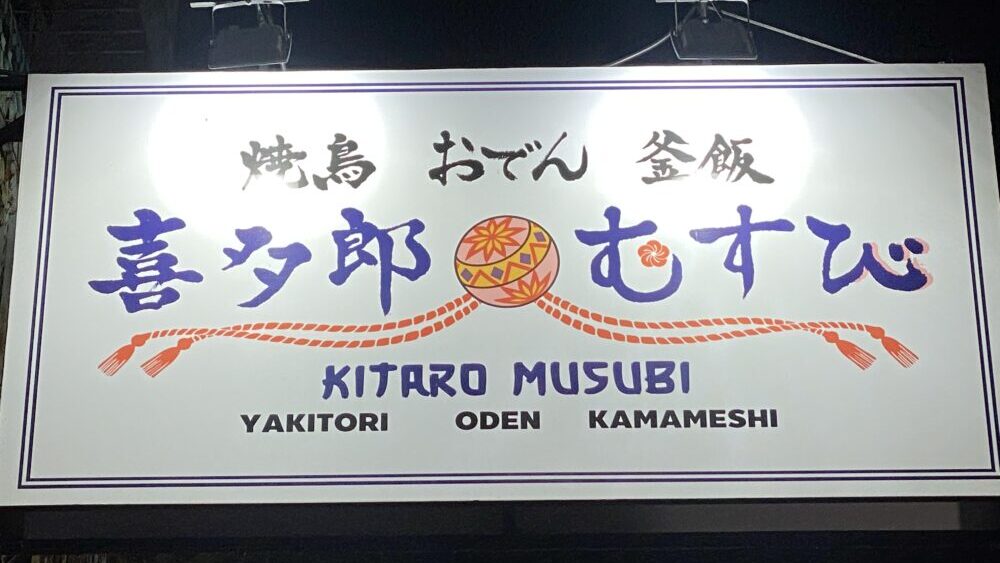 焼鳥 おでん 釜飯
喜多郎 むすび
KITARO MUSUBI
YAKITORI ODEN KAMAMESHI